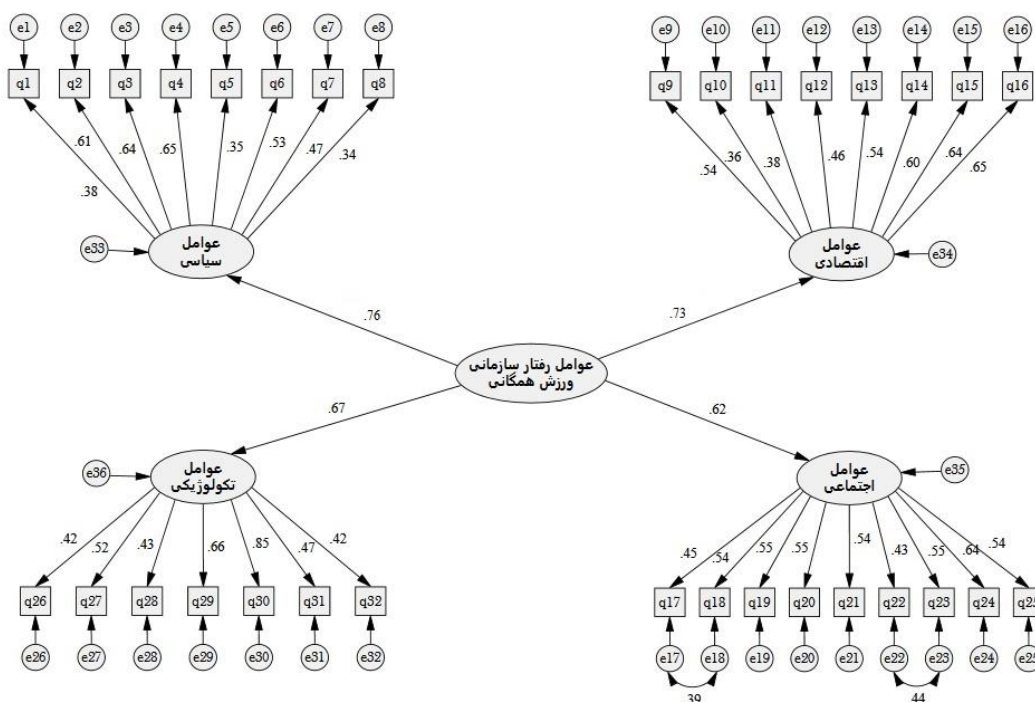 e1 e2 e3 e4 e5 e6 e7 e8 e9 e10 e11 e12 e13 e14 e15 e16
q1 q2 q3 q4 q5 q6 q7 q8 q9 q10 q11 q12 q13 q14 q15 q16
.61 .64 .65 .35 .53 .47 .34 .54 .36 .38 .46 .54 .60 .64 .65
.38
e33
عوامل
سیاسی
عوامل
اقتصادی
e34
.76
.73
عوامل رفتار سازمانی
ورزش همگانی
.67
.62
e36
عوامل
تکولوژیکی
عوامل
اجتماعی
e35
.42 .52 .43 .66 .85 .47 .42 .45 .54 .55 .55 .54 .43 .55 .64 .54
q26 q27 q28 q29 q30 q31 q32 q17 q18 q19 q20 q21 q22 q23 q24 q25
e26 e27 e28 e29 e30 e31 e32 e17 e18 e19 e20 e21 e22 e23 e24 e25
39 44